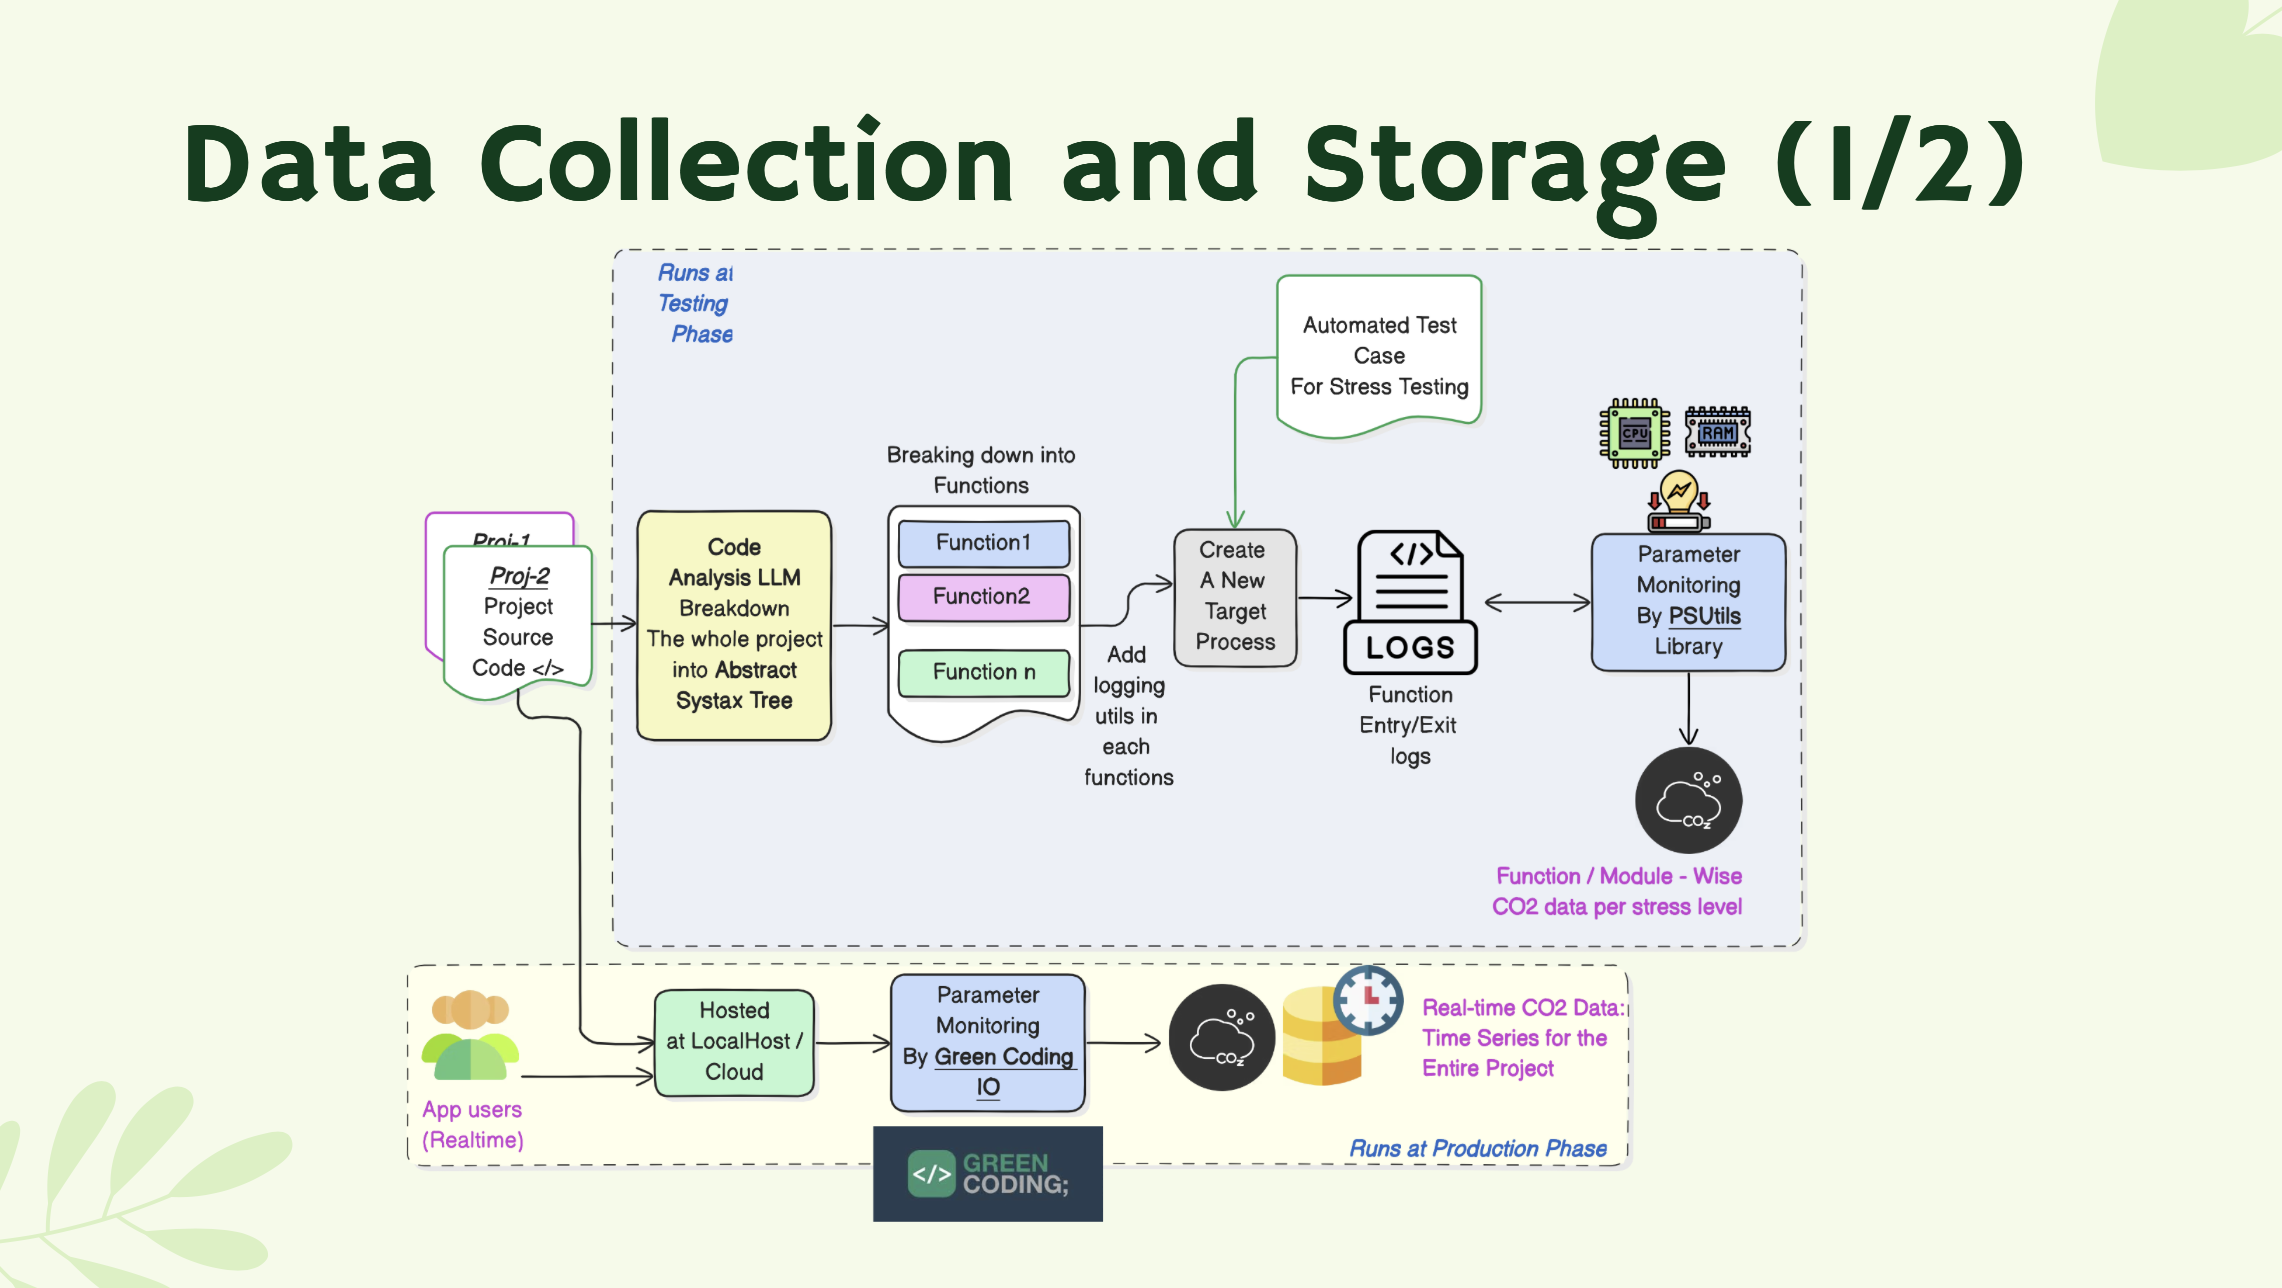 Data Collection and Storage (1/2)
Runs at
Testing
Phase
Automated Test
Case
For Stress Testing
CPU
RAM
Breaking down into
Functions
Proj-1
Proj-2
Project
Source
Code </>
Code
Analysis LLM
Breakdown
The whole project
into Abstract
Systax Tree
Function1
Function2
Function n
Add
logging
utils in
each
functions
Create
A New
Target
Process
</>
LOGS
Function
Entry/Exit
logs
Parameter
Monitoring
By PSUtils
Library
CO2
Function / Module - Wise
CO2 data per stress level
App users
(Realtime)
Hosted
at LocalHost /
Cloud
Parameter
Monitoring
By Green Coding
IO
CO2
Real-time CO2 Data:
Time Series for the
Entire Project
Runs at Production Phase
</> GREEN
CODING;